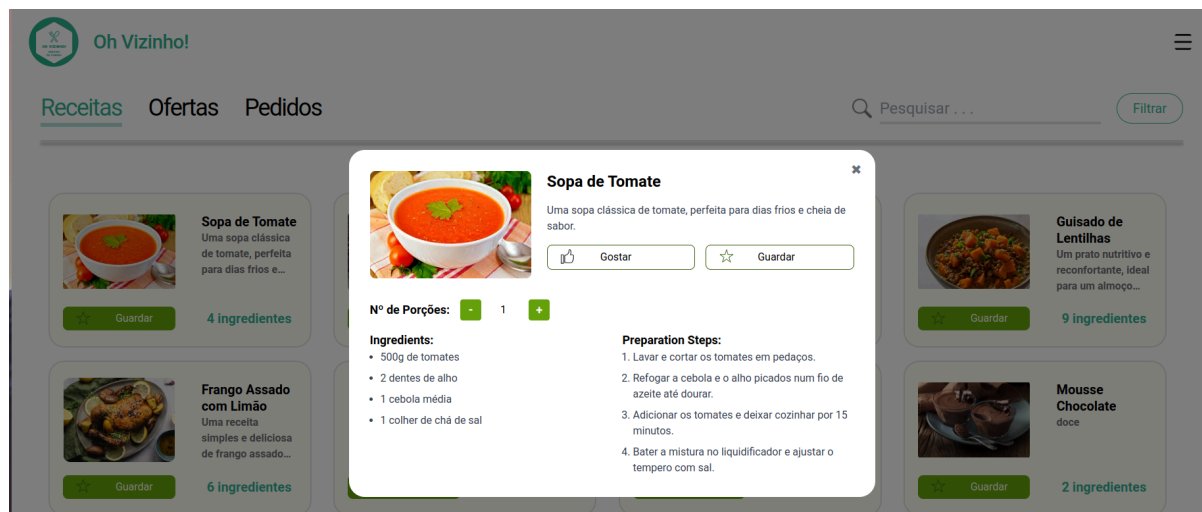 Oh Vizinho!
Receitas Ofertas Pedidos
Pesquisar . . .
Filtrar
Sopa de Tomate
Uma sopa clássica de tomate, perfeita para dias frios e cheia de
sabor.
Gostar
Guardar
Nº de Porções: - 1 +
Ingredients:
• 500g de tomates
• 2 dentes de alho
• 1 cebola média
• 1 colher de chá de sal
Preparation Steps:
1. Lavar e cortar os tomates em pedaços.
2. Refogar a cebola e o alho picados num fio de
azeite até dourar.
3. Adicionar os tomates e deixar cozinhar por 15
minutos.
4. Bater a mistura no liquidificador e ajustar o
tempero com sal.
Sopa de Tomate
Uma sopa clássica
de tomate, perfeita
para dias frios e...
Guardar
4 ingredientes
Guisado de
Lentilhas
Um prato nutritivo e
reconfortante, ideal
para um almoço...
Guardar
9 ingredientes
Frango Assado
com Limão
Uma receita
simples e deliciosa
de frango assado...
Guardar
6 ingredientes
Mousse
Chocolate
doce
Guardar
2 ingredientes